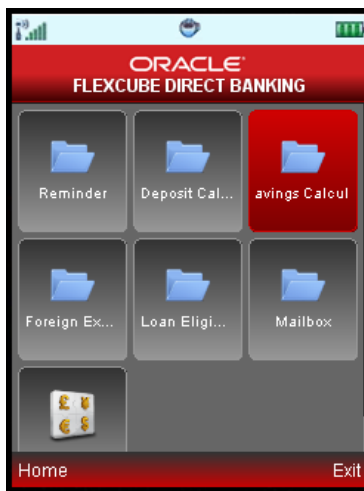 ORACLE
FLEXCUBE DIRECT BANKING
Reminder
Deposit Cal...
avings Calcul
Foreign Ex...
Loan Eligi...
Mailbox
£ ¥
€ $
Home
Exit